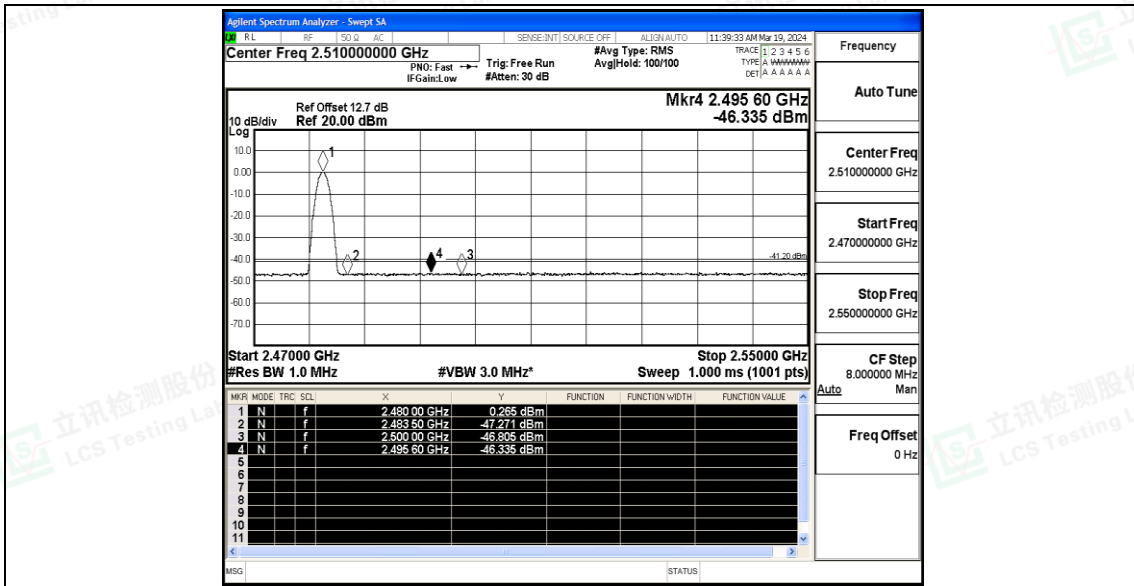 Agilent Spectrum Analyzer - Swept SA
RL RF 50 Ω AC SENSE:INT SOURCE OFF ALIGNAUTO 11:39:33 AM Mar 19, 2024
Center Freq 2.510000000 GHz
PNO: Fast
IFGain:Low
Trig: Free Run
#Atten: 30 dB
#Avg Type: RMS
Avg|Hold: 100/100
TRACE 1 2 3 4 5 6
TYPE A WWWWW
DET A A A A A A
Ref Offset 12.7 dB
10 dB/div Ref 20.00 dBm
Log
Mkr4 2.495 60 GHz
-46.335 dBm
10.0
0.00
-10.0
-20.0
-30.0
-40.0
-50.0
-60.0
-70.0
1
2
4
3
-41.20 dBm
Start 2.47000 GHz Stop 2.55000 GHz
#Res BW 1.0 MHz #VBW 3.0 MHz* Sweep 1.000 ms (1001 pts)
MKR MODE TRC SCL X Y FUNCTION FUNCTION WIDTH FUNCTION VALUE
1 N f 2.480 00 GHz 0.265 dBm
2 N f 2.483 50 GHz -47.271 dBm
3 N f 2.500 00 GHz -46.805 dBm
4 N f 2.495 60 GHz -46.335 dBm
5
6
7
8
9
10
11
MSG STATUS
Frequency
Auto Tune
Center Freq
2.510000000 GHz
Start Freq
2.470000000 GHz
Stop Freq
2.550000000 GHz
CF Step
8.000000 MHz
Auto Man
Freq Offset
0 Hz
立讯检测股份
LCS Testing Lab
立讯检测股份
LCS Testing L